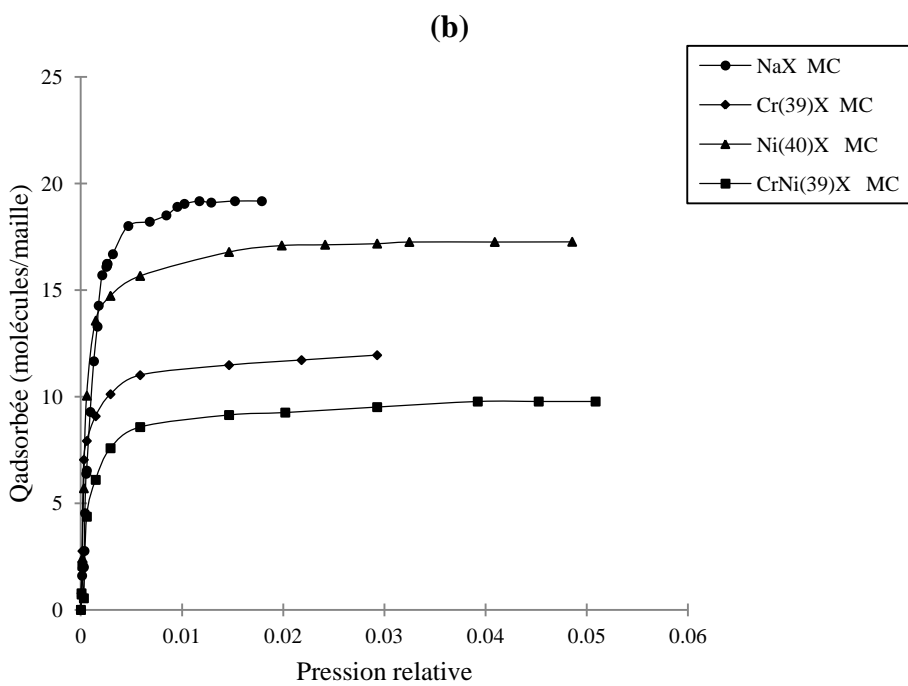 (b)
NaX MC
Cr(39)X MC
Ni(40)X MC
CrNi(39)X MC
Qadsorbée (molécules/maille)
25
20
15
10
5
0
0 0.01 0.02 0.03 0.04 0.05 0.06
Pression relative